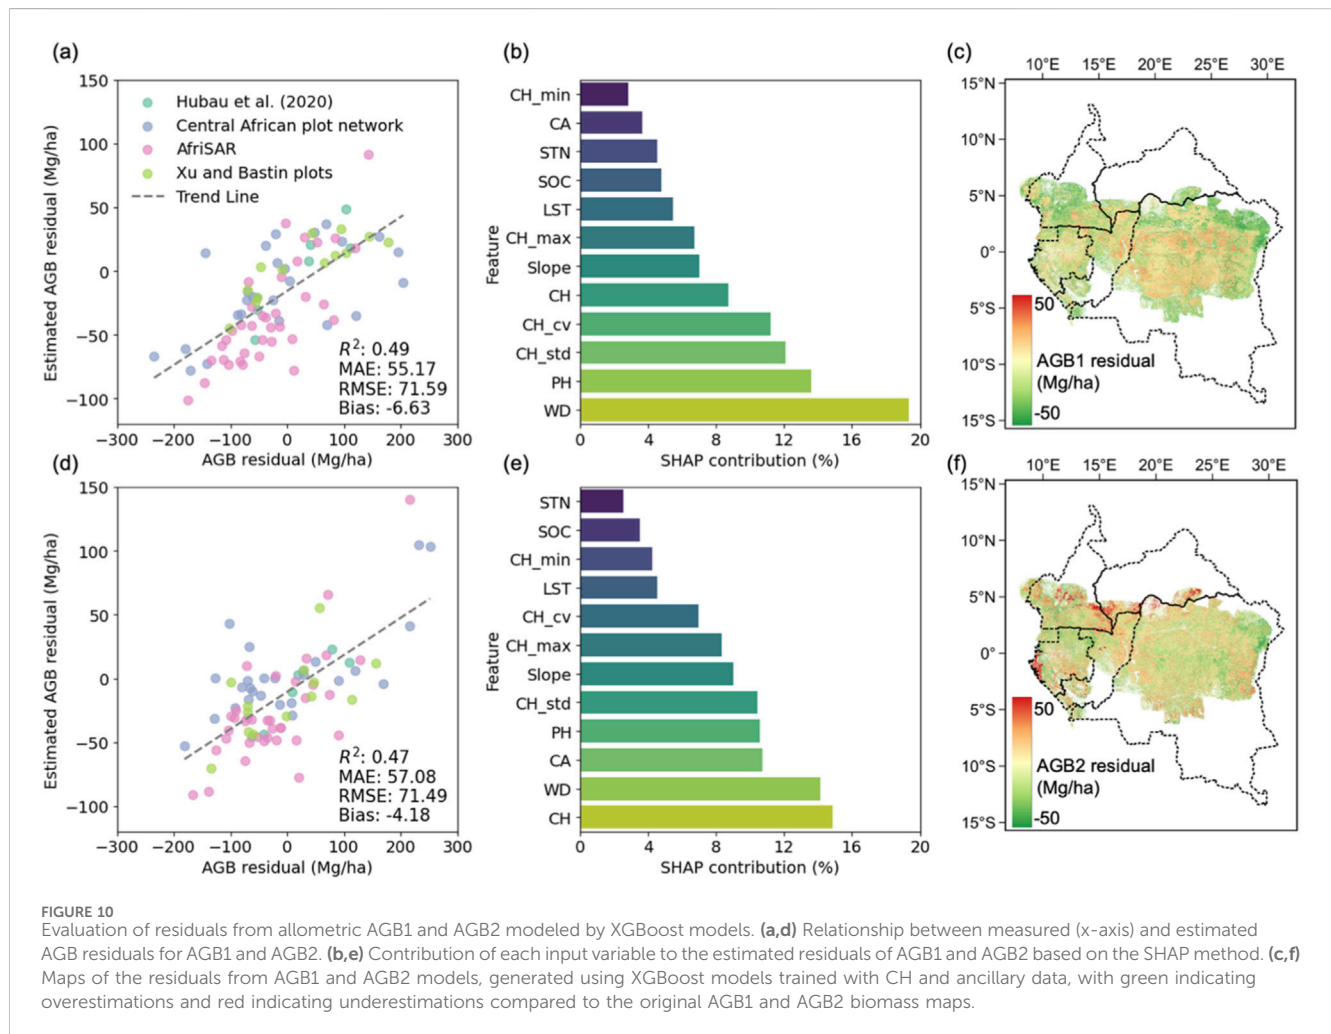 (a)
150
100
50
0
−50
−100
−300
−200
−100
0
100
200
300
Estimated AGB residual (Mg/ha)
AGB residual (Mg/ha)
Hubau et al. (2020)
Central African plot network
AfriSAR
Xu and Bastin plots
Trend Line
R²: 0.49
MAE: 55.17
RMSE: 71.59
Bias: -6.63
(b)
Feature
CH_min
CA
STN
SOC
LST
CH_max
Slope
CH
CH_cv
CH_std
PH
WD
0
4
8
12
16
20
SHAP contribution (%)
(c)
10°E
15°E
20°E
25°E
30°E
15°N
10°N
5°N
0°
5°S
10°S
15°S
50
AGB1 residual
(Mg/ha)
-50
(d)
150
100
50
0
−50
−100
−300
−200
−100
0
100
200
300
Estimated AGB residual (Mg/ha)
AGB residual (Mg/ha)
R²: 0.47
MAE: 57.08
RMSE: 71.49
Bias: -4.18
(e)
Feature
STN
SOC
CH_min
LST
CH_cv
CH_max
Slope
CH_std
PH
CA
WD
CH
0
4
8
12
16
20
SHAP contribution (%)
(f)
10°E
15°E
20°E
25°E
30°E
15°N
10°N
5°N
0°
5°S
10°S
15°S
50
AGB2 residual
(Mg/ha)
-50
FIGURE 10
Evaluation of residuals from allometric AGB1 and AGB2 modeled by XGBoost models. (a,d) Relationship between measured (x-axis) and estimated
AGB residuals for AGB1 and AGB2. (b,e) Contribution of each input variable to the estimated residuals of AGB1 and AGB2 based on the SHAP method. (c,f)
Maps of the residuals from AGB1 and AGB2 models, generated using XGBoost models trained with CH and ancillary data, with green indicating
overestimations and red indicating underestimations compared to the original AGB1 and AGB2 biomass maps.